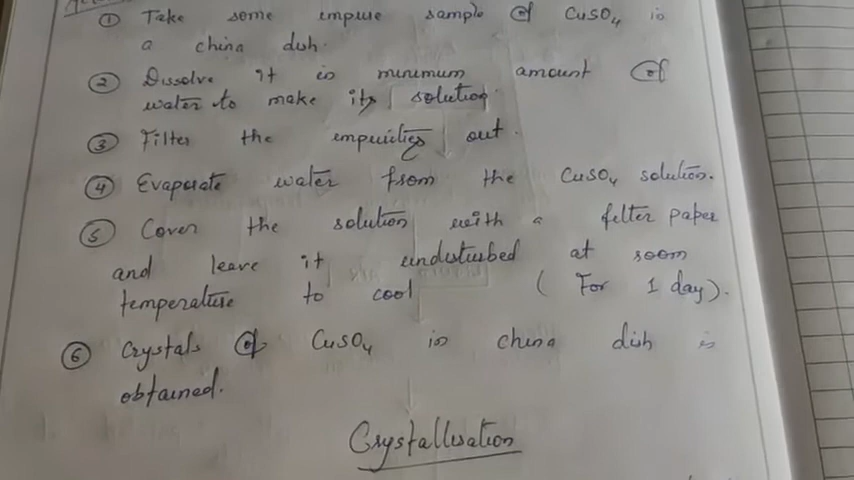 ① Take some impure sample of CuSO₄ in
a china dish.
② Dissolve it in minimum amount of
water to make its solution.
③ Filter the impurities out.
④ Evaporate water from the CuSO₄ solution.
⑤ Cover the solution with a filter paper
and leave it undisturbed at room
temperature to cool (For 1 day).
⑥ Crystals of CuSO₄ in china dish is
obtained.
Crystallisation